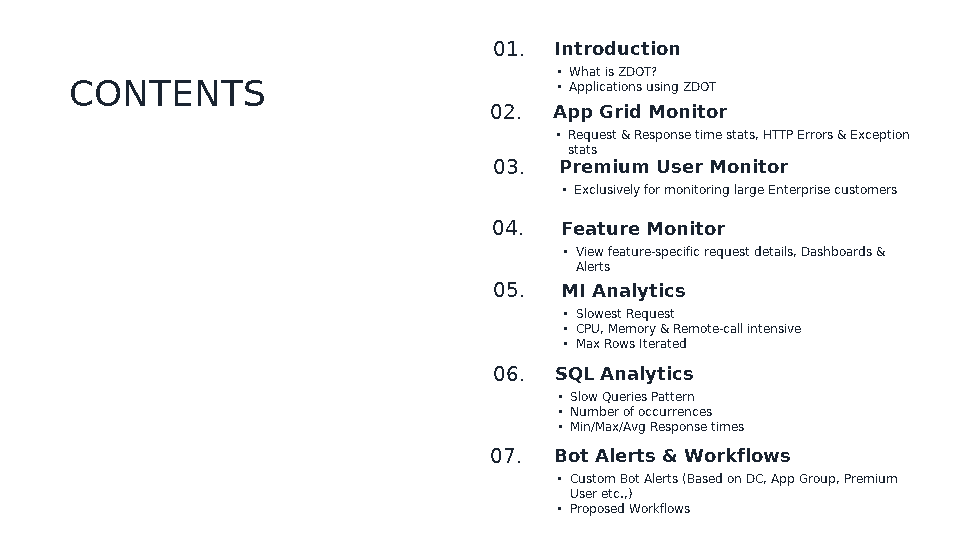 CONTENTS
01. Introduction
• What is ZDOT?
• Applications using ZDOT
02. App Grid Monitor
• Request & Response time stats, HTTP Errors & Exception
stats
03. Premium User Monitor
• Exclusively for monitoring large Enterprise customers
04. Feature Monitor
• View feature-specific request details, Dashboards &
Alerts
05. MI Analytics
• Slowest Request
• CPU, Memory & Remote-call intensive
• Max Rows Iterated
06. SQL Analytics
• Slow Queries Pattern
• Number of occurrences
• Min/Max/Avg Response times
07. Bot Alerts & Workflows
• Custom Bot Alerts (Based on DC, App Group, Premium
User etc.,)
• Proposed Workflows